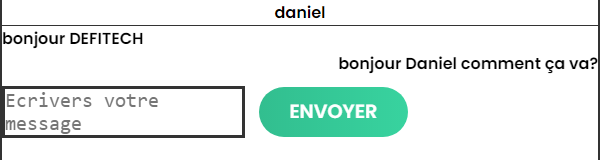 daniel
bonjour DEFITECH
bonjour Daniel comment ça va?
Ecrivers votre
message
ENVOYER